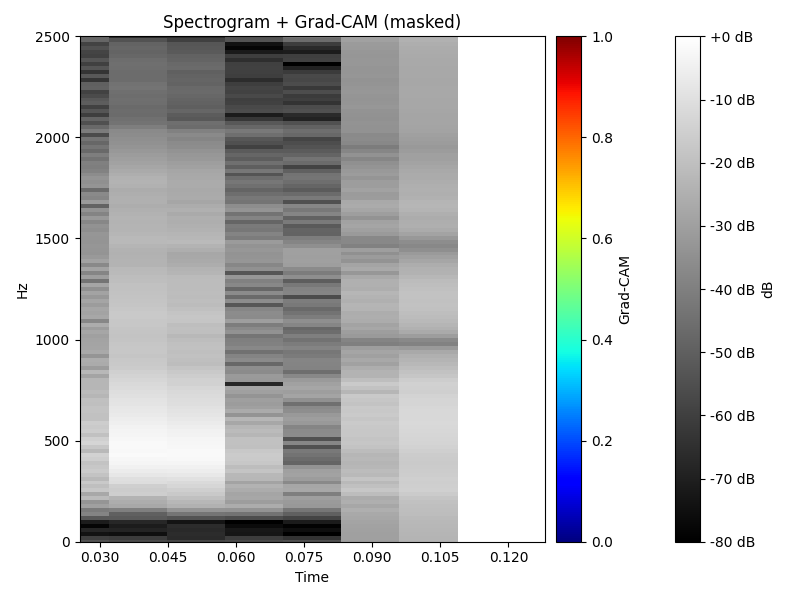 Spectrogram + Grad-CAM (masked)
2500
2000
1500
1000
500
0
Hz
0.030
0.045
0.060
0.075
0.090
0.105
0.120
Time
1.0
0.8
0.6
0.4
0.2
0.0
Grad-CAM
+0 dB
-10 dB
-20 dB
-30 dB
-40 dB
-50 dB
-60 dB
-70 dB
-80 dB
dB